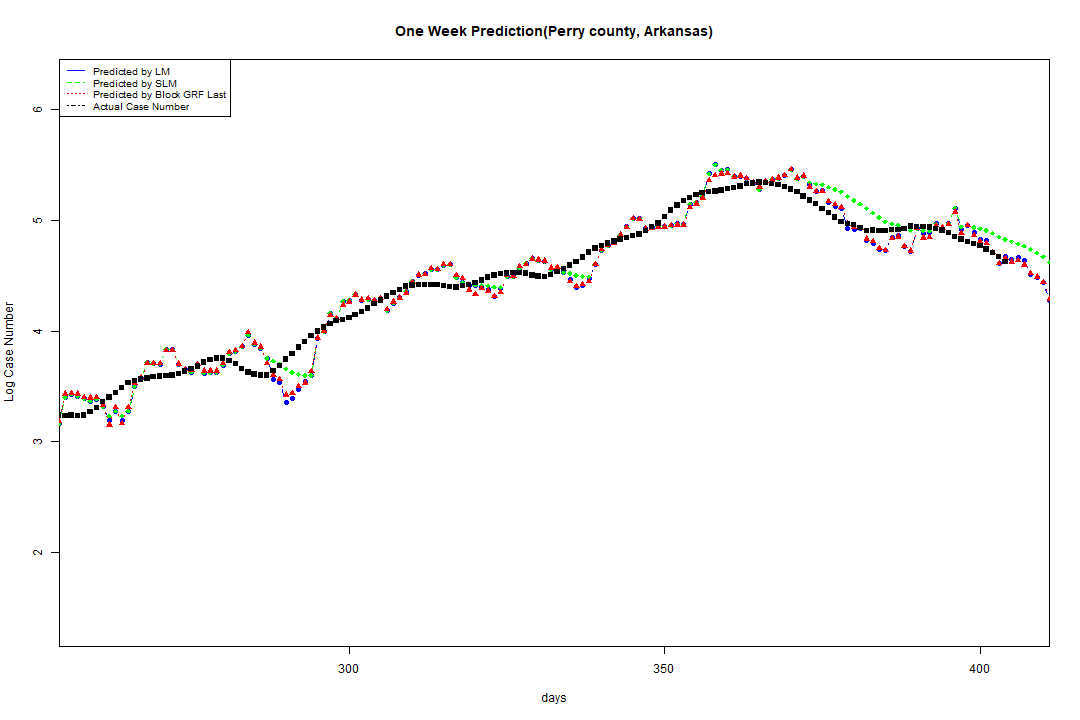 One Week Prediction(Perry county, Arkansas)
Predicted by LM
Predicted by SLM
Predicted by Block GRF Last
Actual Case Number
6
5
4
3
2
Log Case Number
300
350
400
days